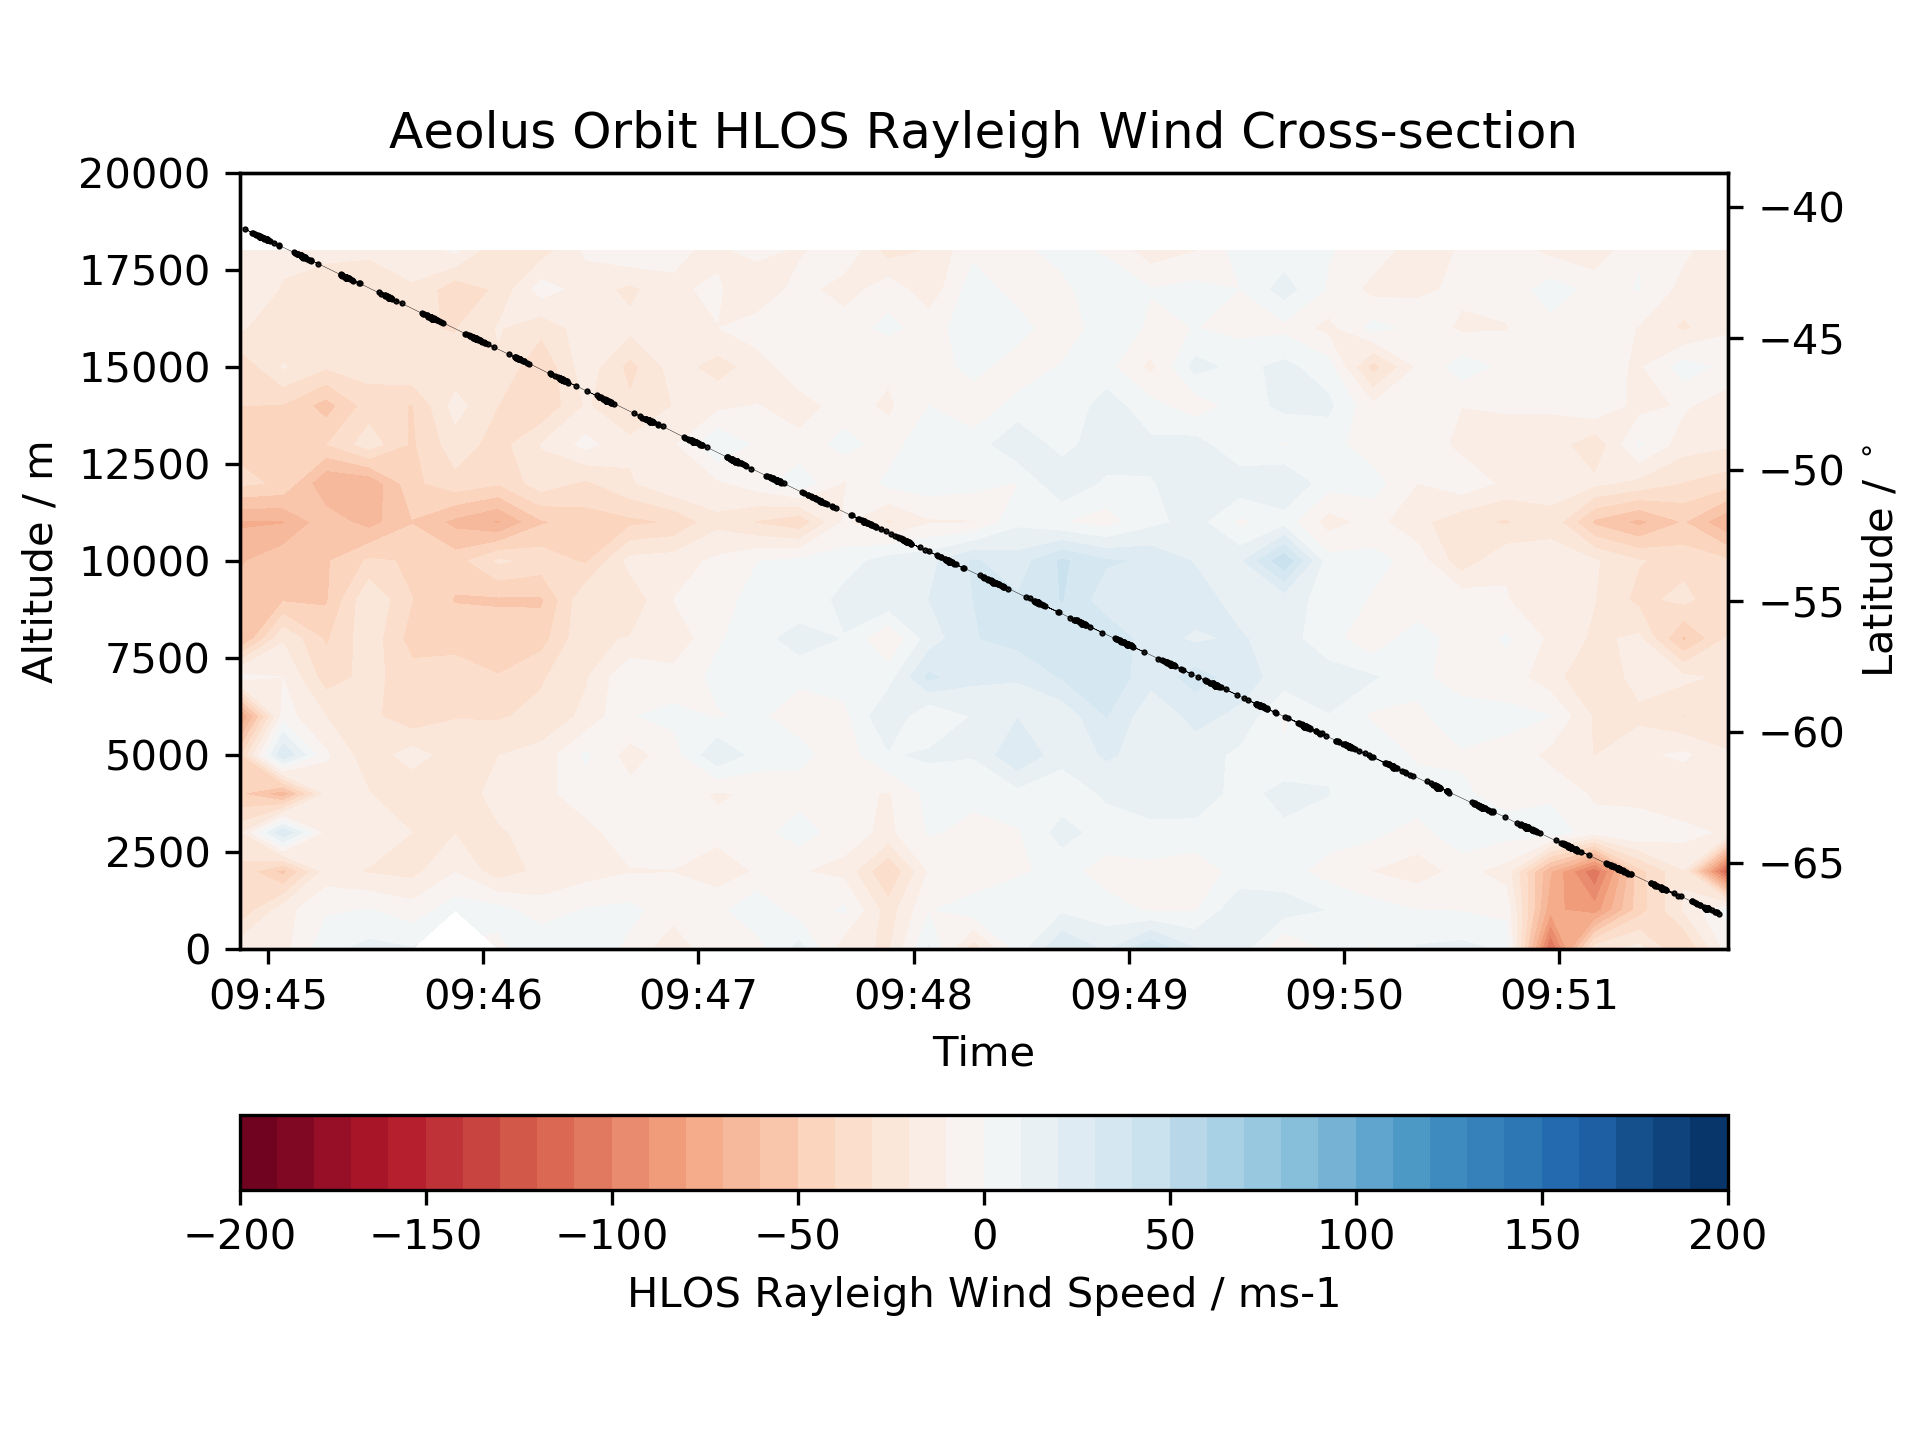 Aeolus Orbit HLOS Rayleigh Wind Cross-section
20000
17500
15000
12500
10000
7500
5000
2500
0
Altitude / m
−40
−45
−50
−55
−60
−65
Latitude / °
09:45 09:46 09:47 09:48 09:49 09:50 09:51
Time
−200 −150 −100 −50 0 50 100 150 200
HLOS Rayleigh Wind Speed / ms-1